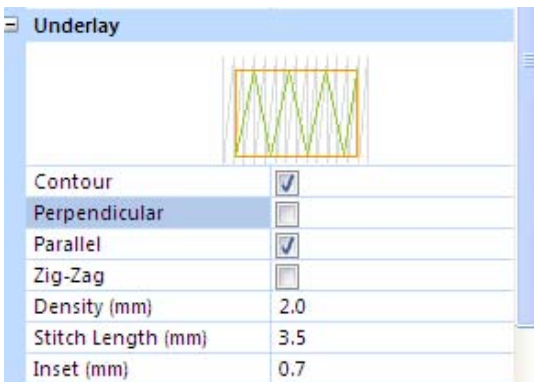 Underlay
Contour
Perpendicular
Parallel
Zig-Zag
Density (mm) 2.0
Stitch Length (mm) 3.5
Inset (mm) 0.7